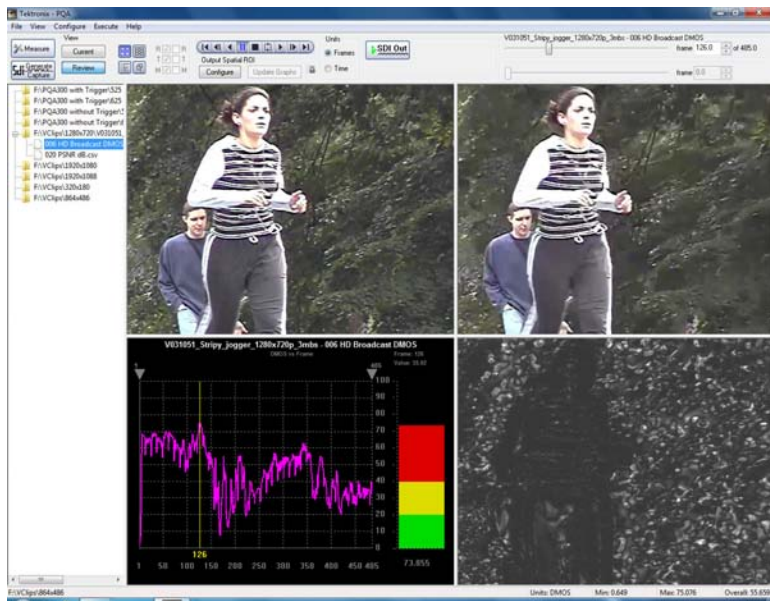 Tektronix - PQA
File View Configure Execute Help
Measure
Generate
Capture
View
Current
Review
Output Spatial ROI
Configure
Update Graphs
Units
Frames
Time
SDI Out
V031051_Stripy_jogger_1280x720p_3mbs - 006 HD Broadcast DMOS
frame 126.0 of 485.0
frame 0.0
F:\PQA300 with Trigger\525
F:\PQA300 with Trigger\625
F:\PQA300 without Trigger\
F:\PQA300 without Trigger\
F:\VClips\1280x720\V031051_
006 HD Broadcast DMOS
020 PSNR dB.csv
F:\VClips\1920x1080
F:\VClips\1920x1088
F:\VClips\320x180
F:\VClips\864x486
V031051_Stripy_jogger_1280x720p_3mbs - 006 HD Broadcast DMOS
DMOS vs Frame
Frame: 126
1
485
100
90
80
70
60
50
40
30
20
10
0
126
1 50 100 150 200 250 300 350 400 450 485
73.855
F:\VClips\864x486
Units: DMOS Min: 0.649 Max: 75.076 Overall: 55.659